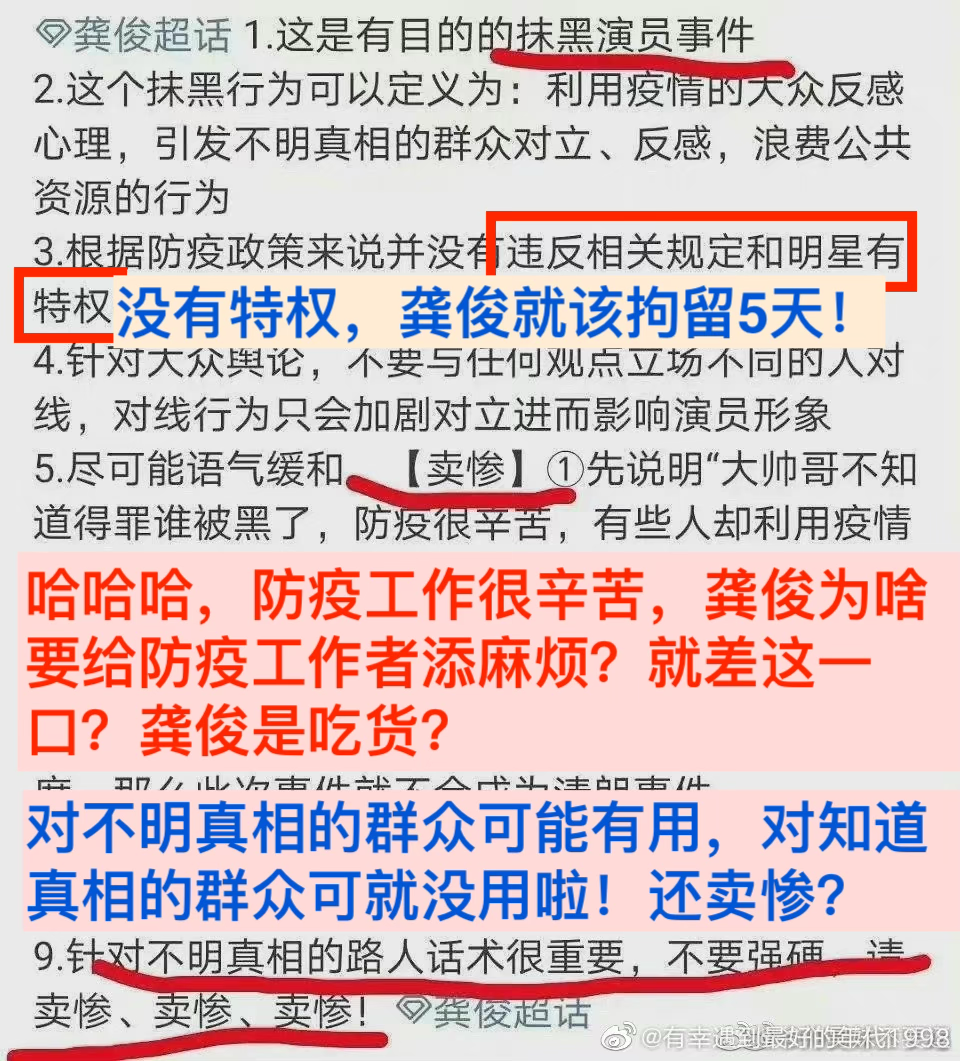 龚俊超话 1.这是有目的的抹黑演员事件
2.这个抹黑行为可以定义为：利用疫情的大众反感
心理，引发不明真相的群众对立、反感，浪费公共
资源的行为
3.根据防疫政策来说并没有违反相关规定和明星有
特权
没有特权，龚俊就该拘留5天！
4.针对大众舆论，不要与任何观点立场不同的人对
线，对线行为只会加剧对立进而影响演员形象
5.尽可能语气缓和 【卖惨】①先说明“大帅哥不知
道得罪谁被黑了，防疫很辛苦，有些人却利用疫情
哈哈哈，防疫工作很辛苦，龚俊为啥
要给防疫工作者添麻烦？就差这一
口？龚俊是吃货？
对不明真相的群众可能有用，对知道
真相的群众可就没用啦！还卖惨？
9.针对不明真相的路人话术很重要，不要强硬，请
卖惨、卖惨、卖惨！ 龚俊超话
@有幸遇到最好的年代1998